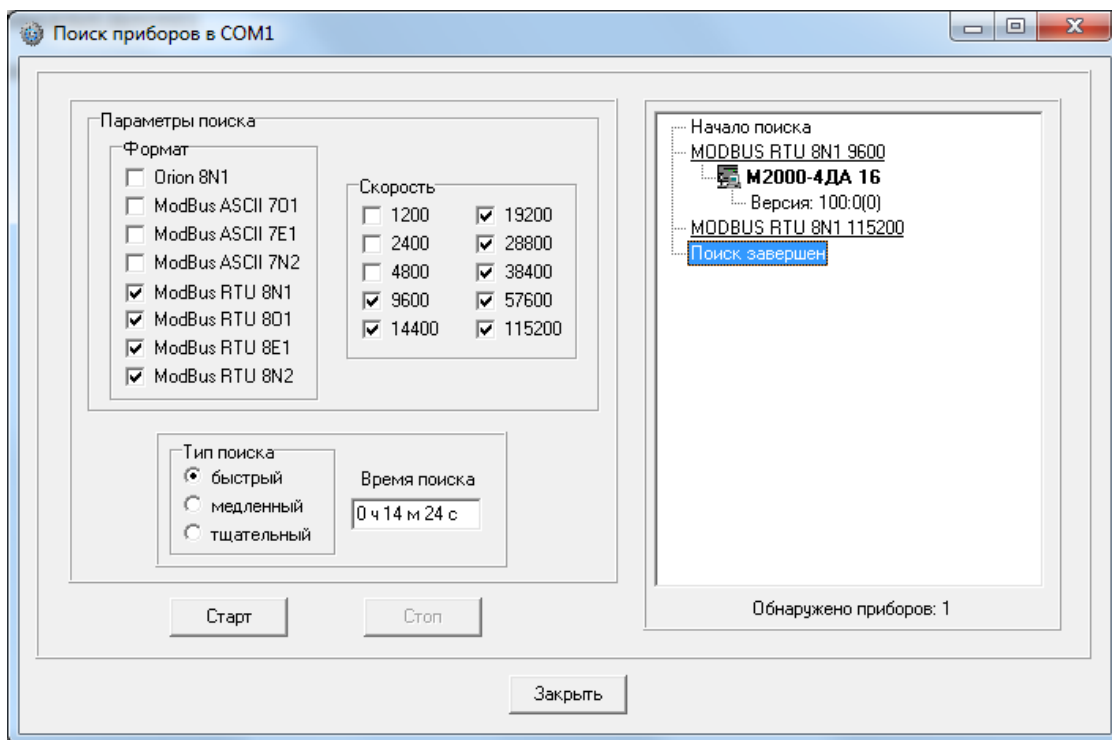 Поиск приборов в COM1
Параметры поиска
Формат
Orion 8N1
ModBus ASCII 7O1
ModBus ASCII 7E1
ModBus ASCII 7N2
ModBus RTU 8N1
ModBus RTU 8O1
ModBus RTU 8E1
ModBus RTU 8N2
Скорость
1200
2400
4800
9600
14400
19200
28800
38400
57600
115200
Тип поиска
быстрый
медленный
тщательный
Время поиска
0 ч 14 м 24 с
Старт
Стоп
Начало поиска
MODBUS RTU 8N1 9600
М2000-4ДА 16
Версия: 100:0(0)
MODBUS RTU 8N1 115200
Поиск завершен
Обнаружено приборов: 1
Закрыть